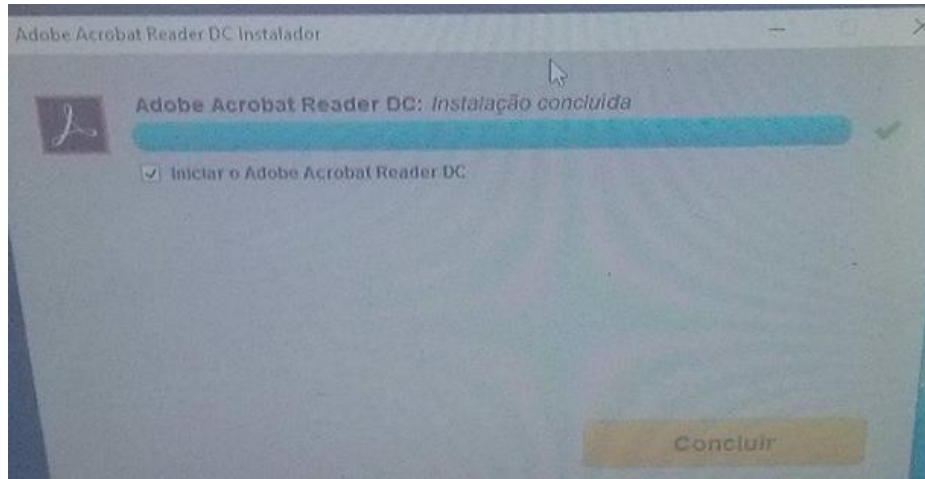 Adobe Acrobat Reader DC Instalador
Adobe Acrobat Reader DC: Instalação concluída
Iniciar o Adobe Acrobat Reader DC
Concluir